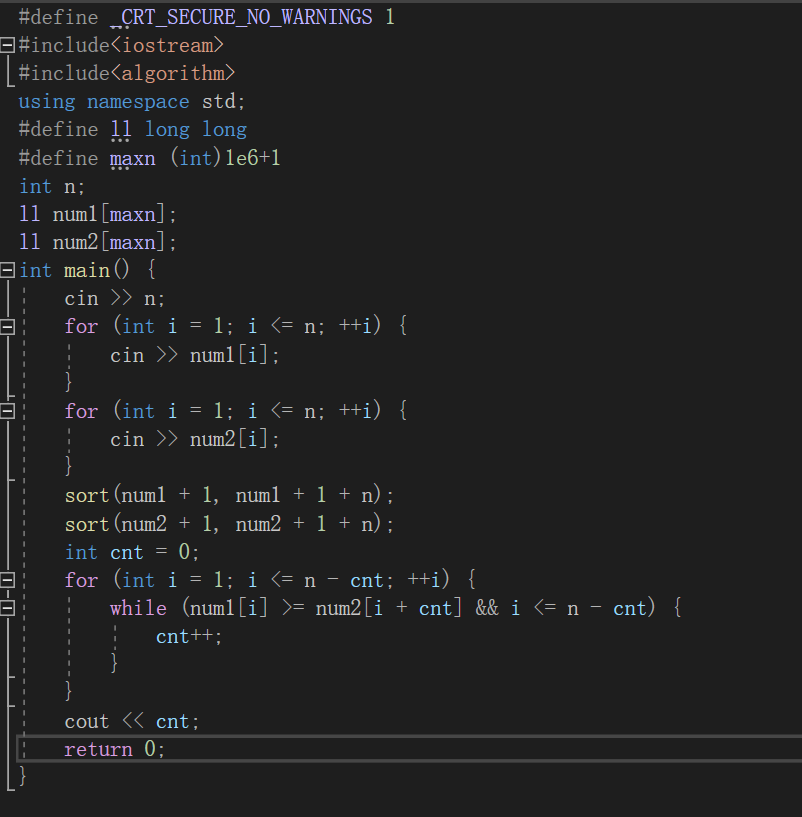 #define _CRT_SECURE_NO_WARNINGS 1
#include<iostream>
#include<algorithm>
using namespace std;
#define ll long long
#define maxn (int)1e6+1
int n;
ll num1[maxn];
ll num2[maxn];
int main() {
    cin >> n;
    for (int i = 1; i <= n; ++i) {
        cin >> num1[i];
    }
    for (int i = 1; i <= n; ++i) {
        cin >> num2[i];
    }
    sort(num1 + 1, num1 + 1 + n);
    sort(num2 + 1, num2 + 1 + n);
    int cnt = 0;
    for (int i = 1; i <= n - cnt; ++i) {
        while (num1[i] >= num2[i + cnt] && i <= n - cnt) {
            cnt++;
        }
    }
    cout << cnt;
    return 0;
}